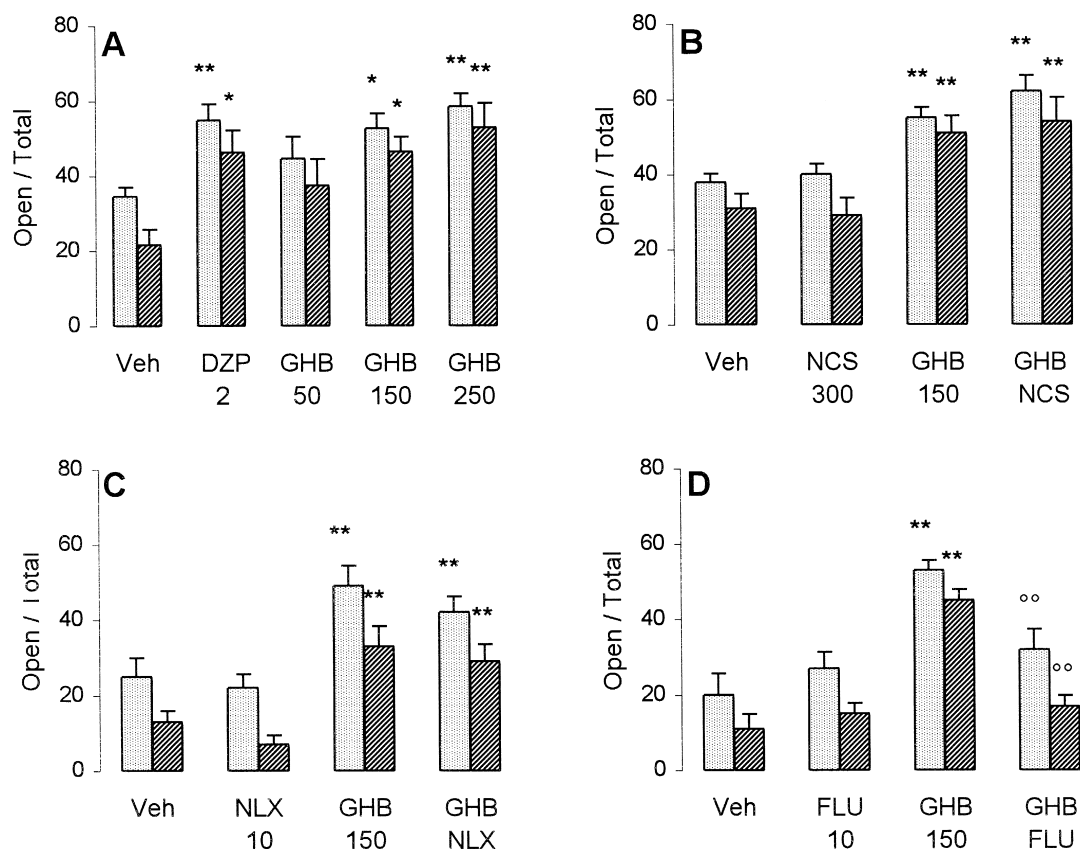 A
80
60
40
20
0
Open / Total
** * * * ** **
Veh DZP GHB GHB GHB
2 50 150 250
B
80
60
40
20
0
Open / Total
** ** ** **
Veh NCS GHB GHB
300 150 NCS
C
80
60
40
20
0
Open / Total
** ** ** **
Veh NLX GHB GHB
10 150 NLX
D
80
60
40
20
0
Open / Total
** ** °° °°
Veh FLU GHB GHB
10 150 FLU